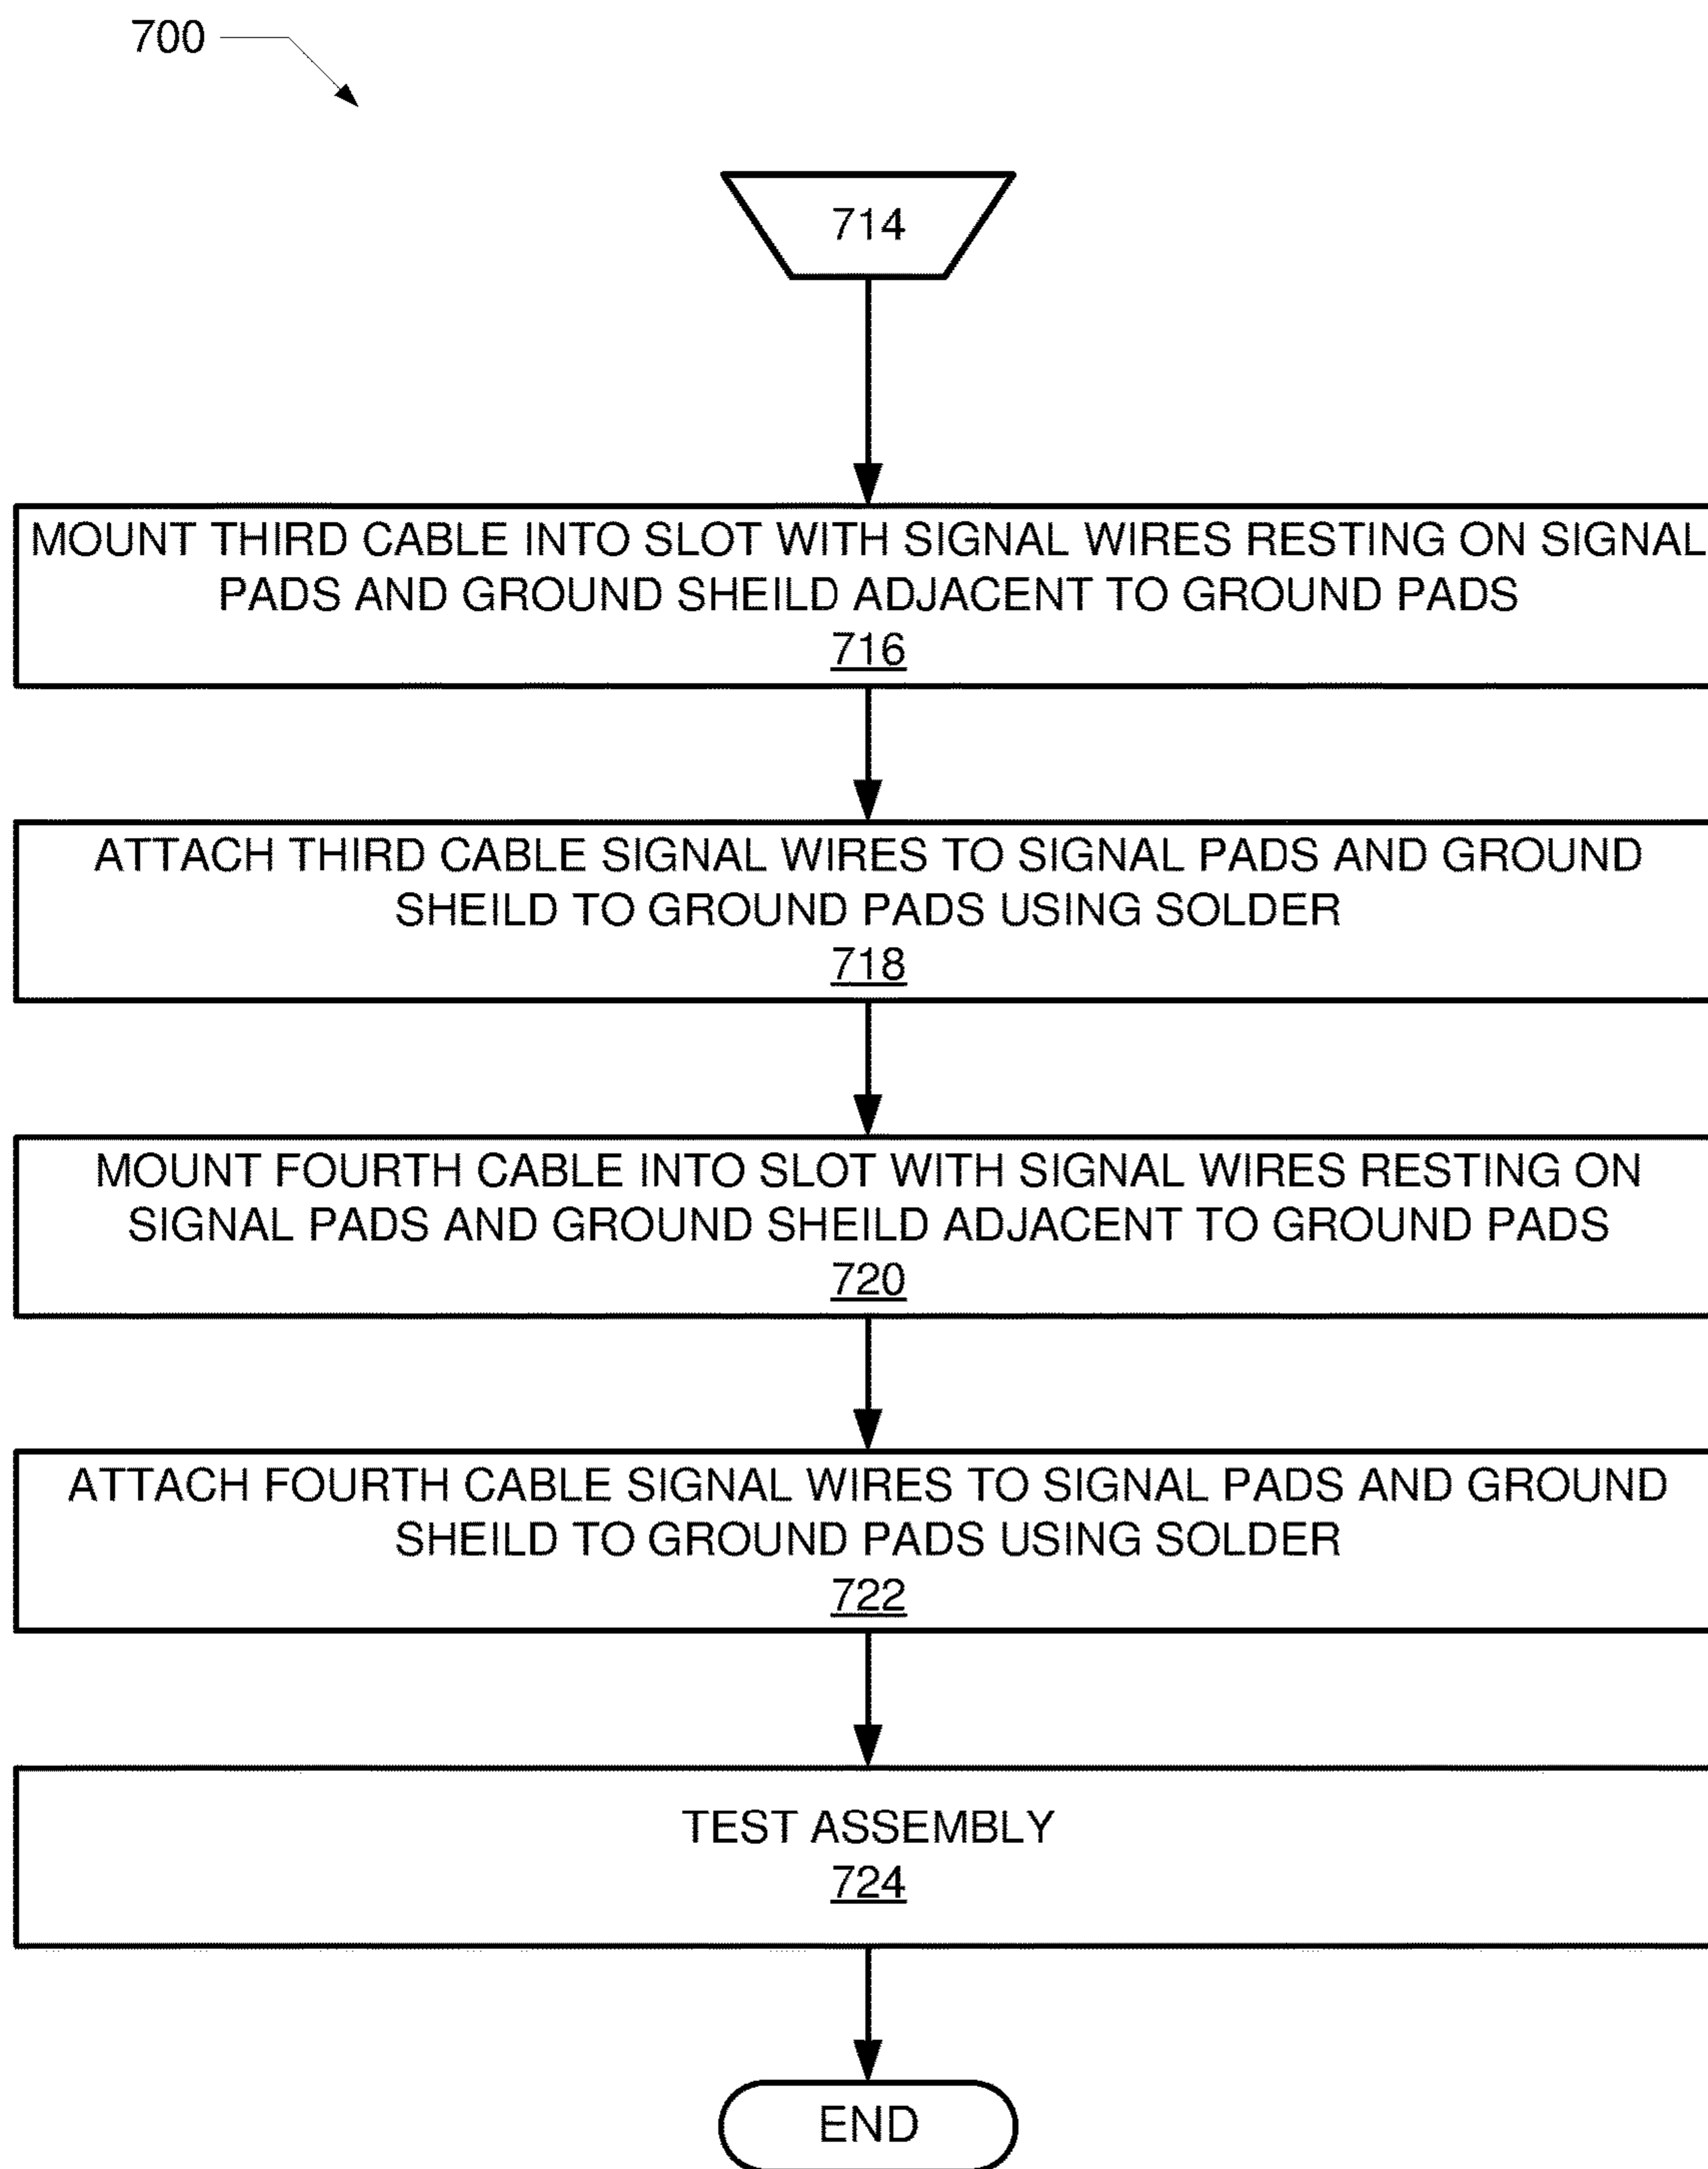 700
714
MOUNT THIRD CABLE INTO SLOT WITH SIGNAL WIRES RESTING ON SIGNAL
PADS AND GROUND SHEILD ADJACENT TO GROUND PADS
716
ATTACH THIRD CABLE SIGNAL WIRES TO SIGNAL PADS AND GROUND
SHEILD TO GROUND PADS USING SOLDER
718
MOUNT FOURTH CABLE INTO SLOT WITH SIGNAL WIRES RESTING ON
SIGNAL PADS AND GROUND SHEILD ADJACENT TO GROUND PADS
720
ATTACH FOURTH CABLE SIGNAL WIRES TO SIGNAL PADS AND GROUND
SHEILD TO GROUND PADS USING SOLDER
722
TEST ASSEMBLY
724
END